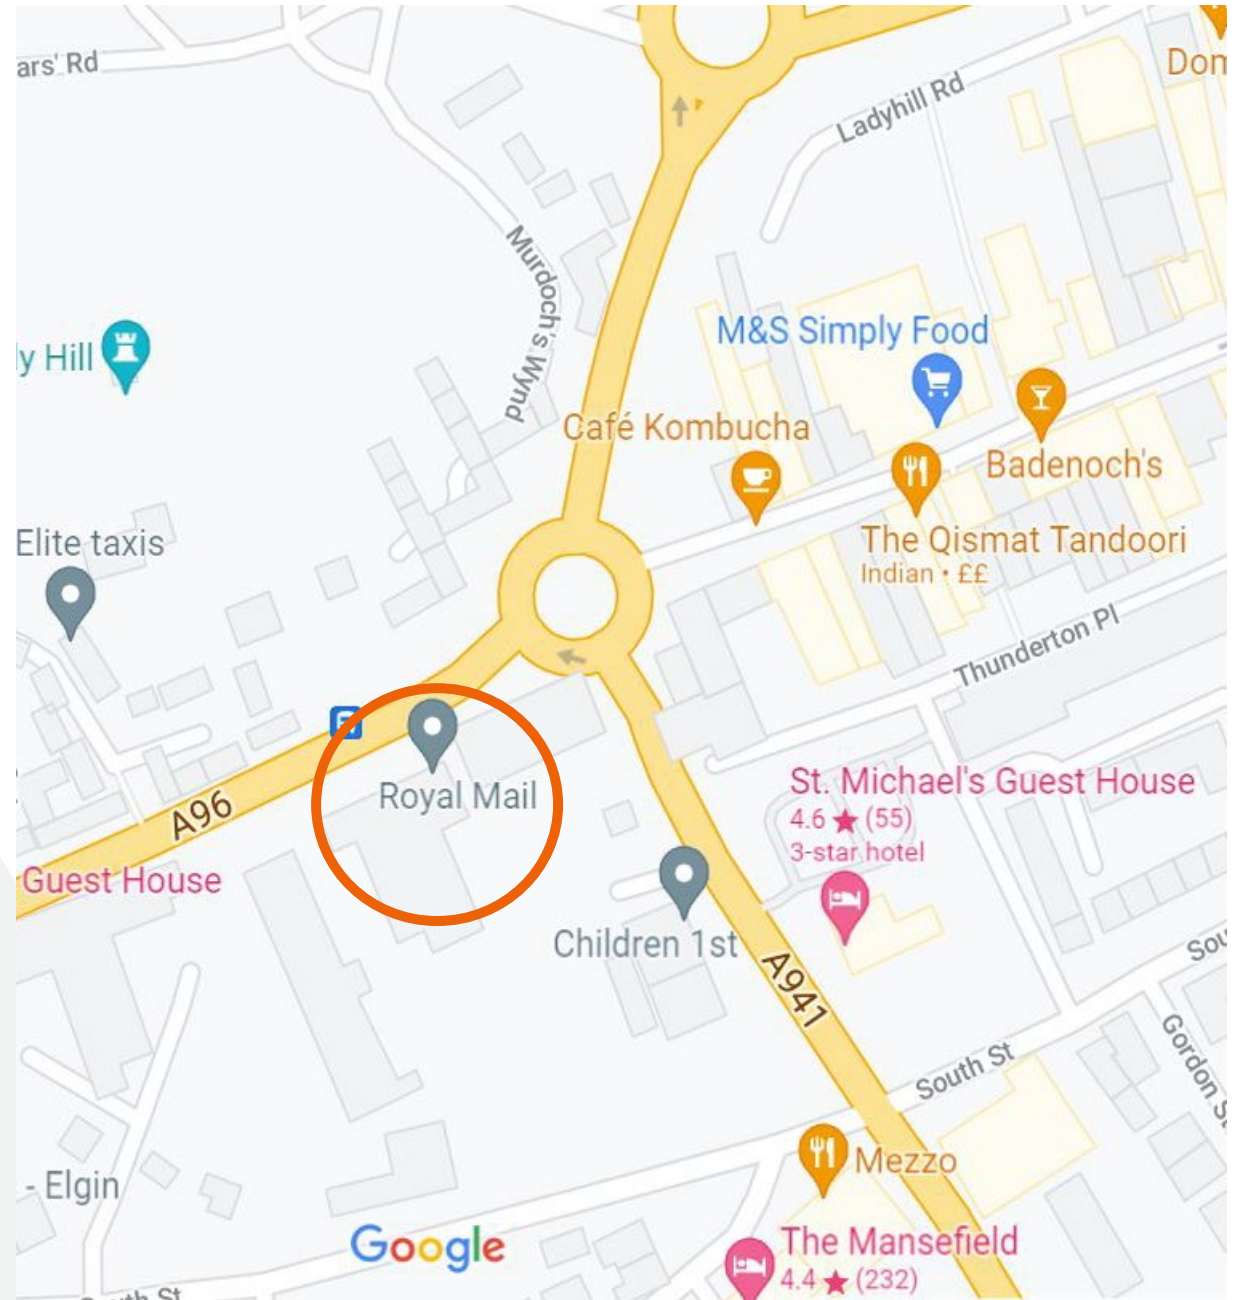 ars' Rd
Dom
Ladyhill Rd
Murdoch's Wynd
M&S Simply Food
y Hill
Café Kombucha
Badenoch's
Elite taxis
The Qismat Tandoori
Indian • ££
Thunderton Pl
Royal Mail
St. Michael's Guest House
4.6 ★ (55)
3-star hotel
A96
Guest House
Children 1st
Sou
A941
South St
Gordon S
Mezzo
- Elgin
Google
The Mansefield
4.4 ★ (232)
th St